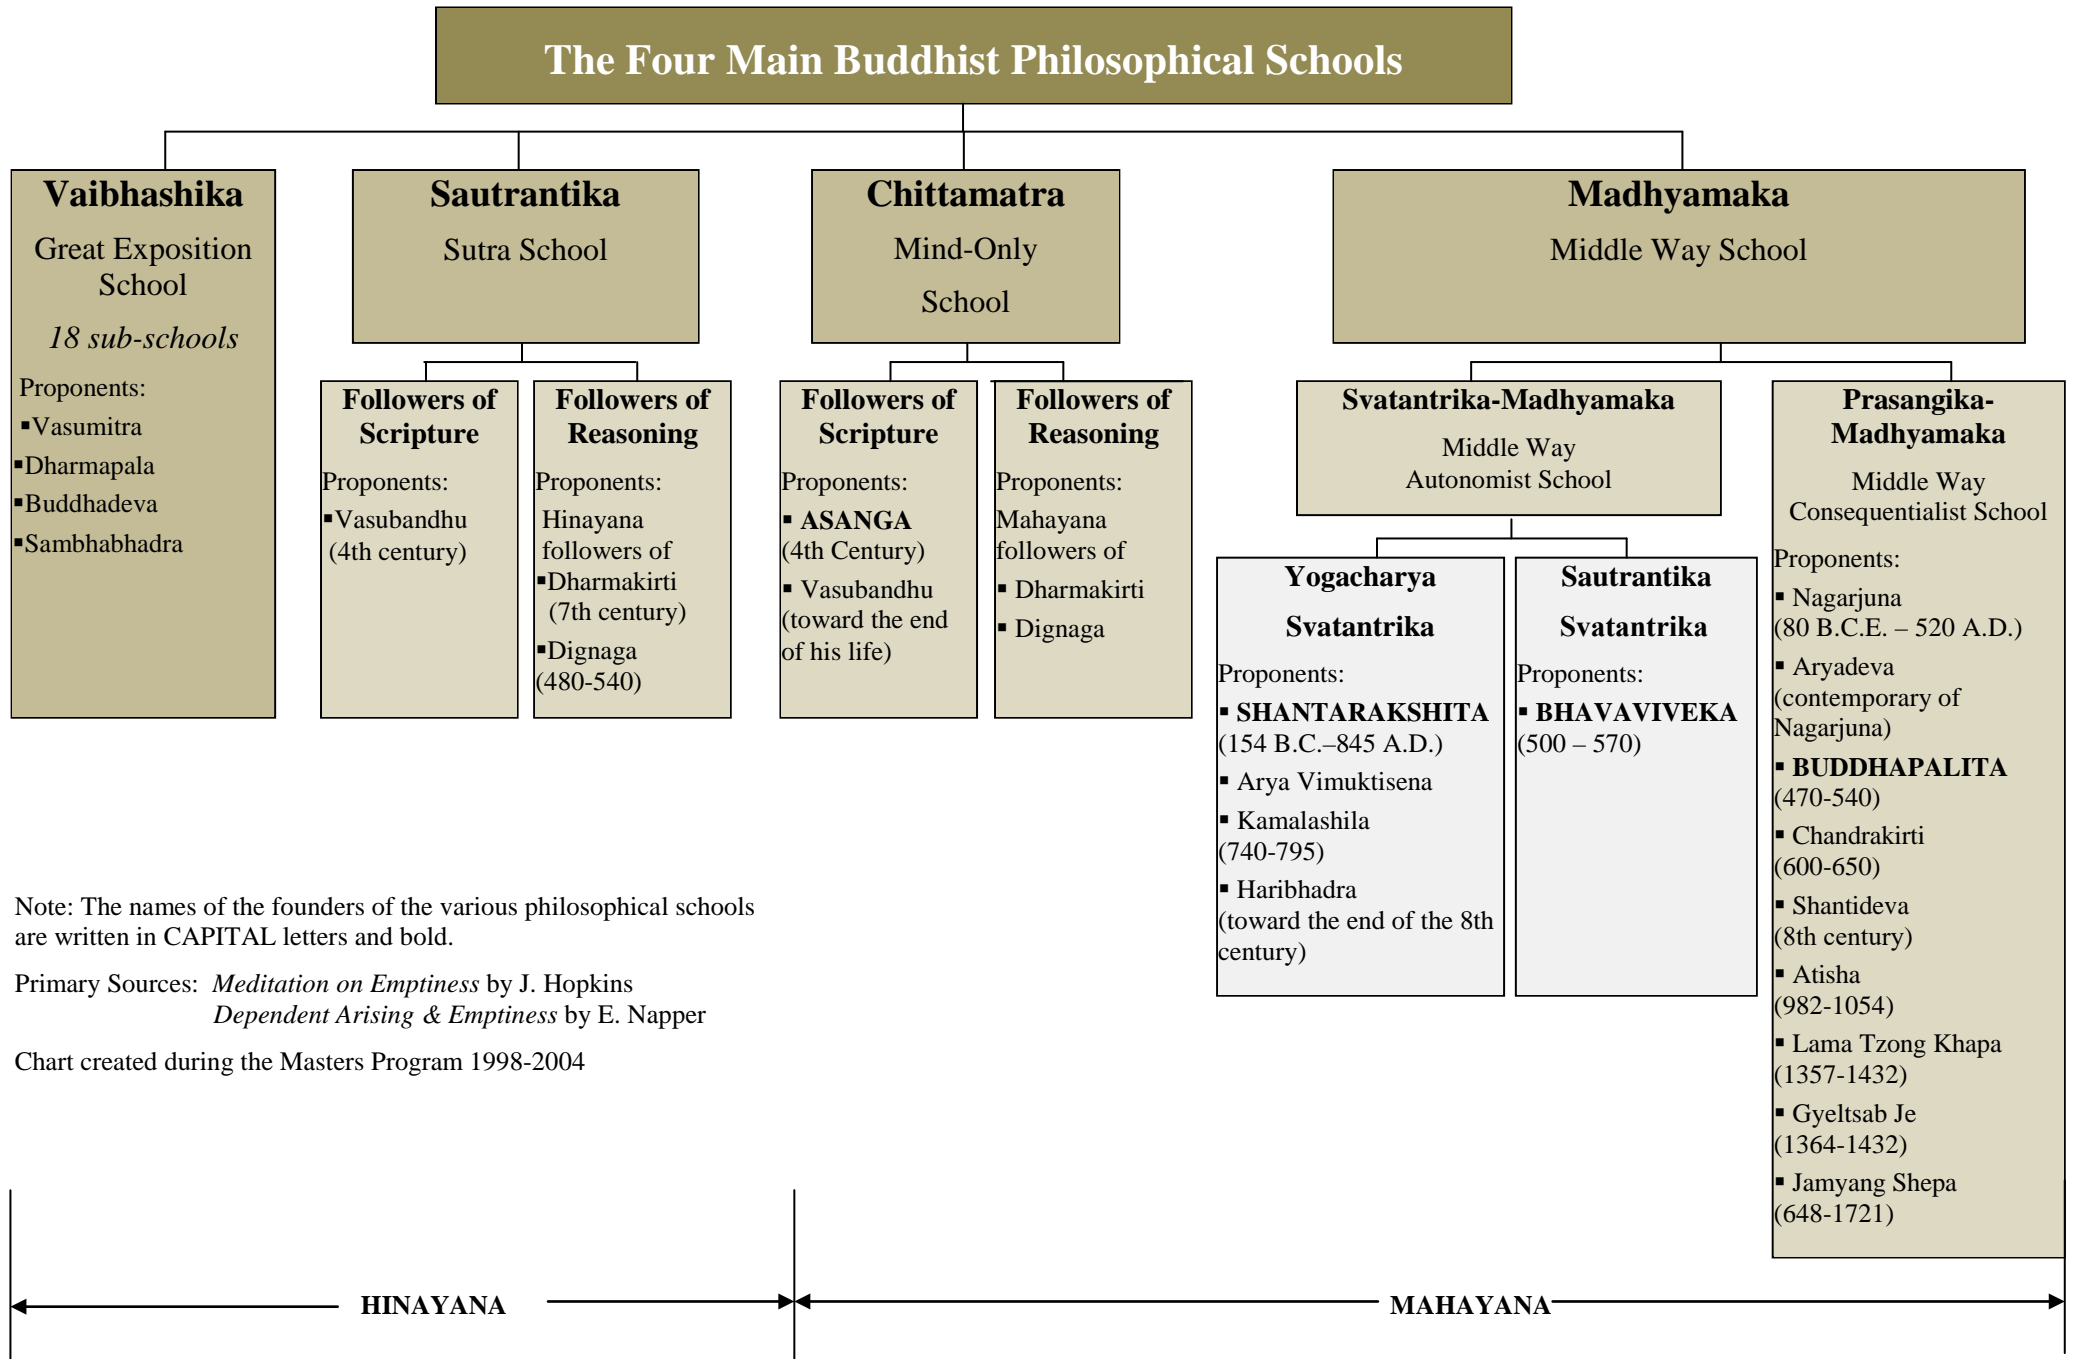 The Four Main Buddhist Philosophical Schools
Vaibhashika
Great Exposition
School
18 sub-schools
Proponents:
▪Vasumitra
▪Dharmapala
▪Buddhadeva
▪Sambhabhadra
Sautrantika
Sutra School
Followers of
Scripture
Proponents:
▪Vasubandhu
(4th century)
Followers of
Reasoning
Proponents:
Hinayana
followers of
▪Dharmakirti
(7th century)
▪Dignaga
(480-540)
Chittamatra
Mind-Only
School
Followers of
Scripture
Proponents:
▪ ASANGA
(4th Century)
▪ Vasubandhu
(toward the end
of his life)
Followers of
Reasoning
Proponents:
Mahayana
followers of
▪ Dharmakirti
▪ Dignaga
Madhyamaka
Middle Way School
Svatantrika-Madhyamaka
Middle Way
Autonomist School
Yogacharya
Svatantrika
Proponents:
▪ SHANTARAKSHITA
(154 B.C.–845 A.D.)
▪ Arya Vimuktisena
▪ Kamalashila
(740-795)
▪ Haribhadra
(toward the end of the 8th
century)
Sautrantika
Svatantrika
Proponents:
▪ BHAVAVIVEKA
(500 – 570)
Prasangika-
Madhyamaka
Middle Way
Consequentialist School
Proponents:
▪ Nagarjuna
(80 B.C.E. – 520 A.D.)
▪ Aryadeva
(contemporary of
Nagarjuna)
▪ BUDDHAPALITA
(470-540)
▪ Chandrakirti
(600-650)
▪ Shantideva
(8th century)
▪ Atisha
(982-1054)
▪ Lama Tzong Khapa
(1357-1432)
▪ Gyeltsab Je
(1364-1432)
▪ Jamyang Shepa
(648-1721)
Note: The names of the founders of the various philosophical schools
are written in CAPITAL letters and bold.
Primary Sources: Meditation on Emptiness by J. Hopkins
Dependent Arising & Emptiness by E. Napper
Chart created during the Masters Program 1998-2004
HINAYANA
MAHAYANA